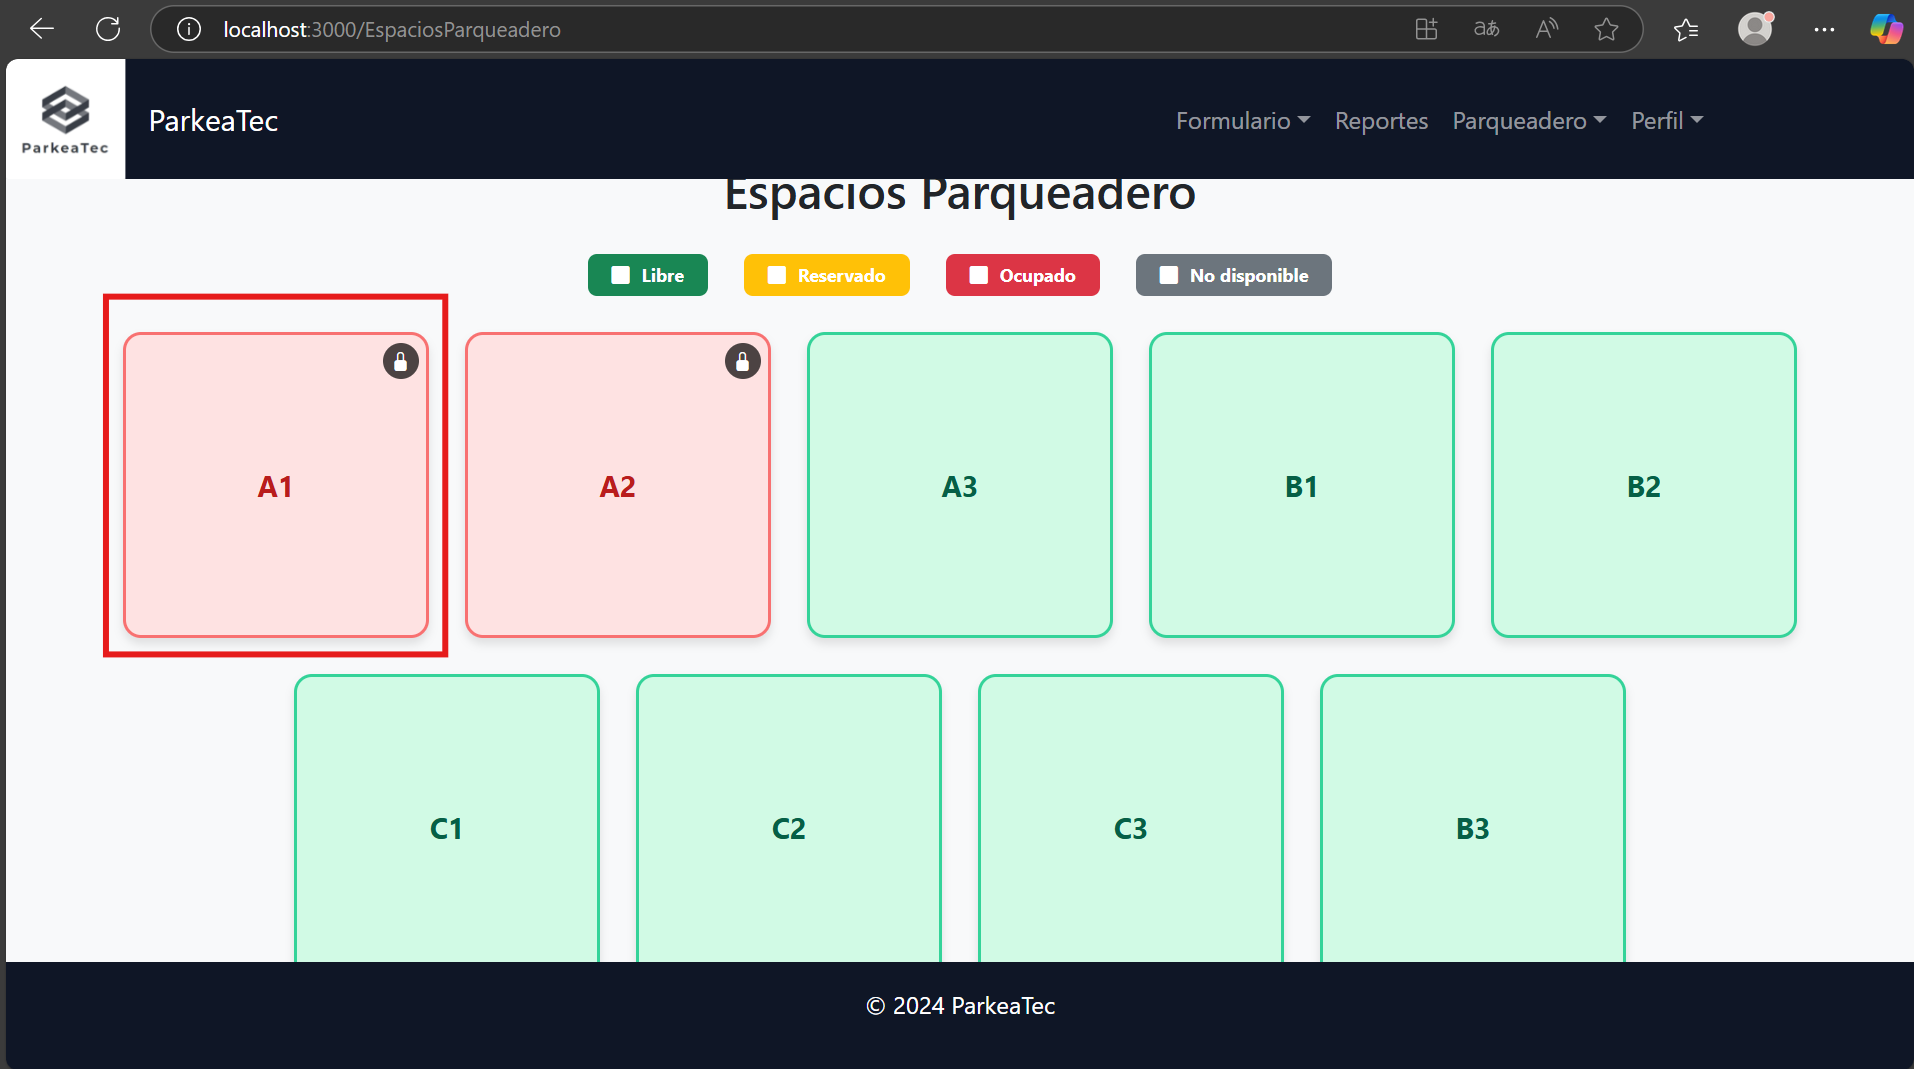 localhost:3000/EspaciosParqueadero
ParkeaTec
ParkeaTec
Formulario
Reportes
Parqueadero
Perfil
Espacios Parqueadero
Libre
Reservado
Ocupado
No disponible
A1
A2
A3
B1
B2
C1
C2
C3
B3
© 2024 ParkeaTec